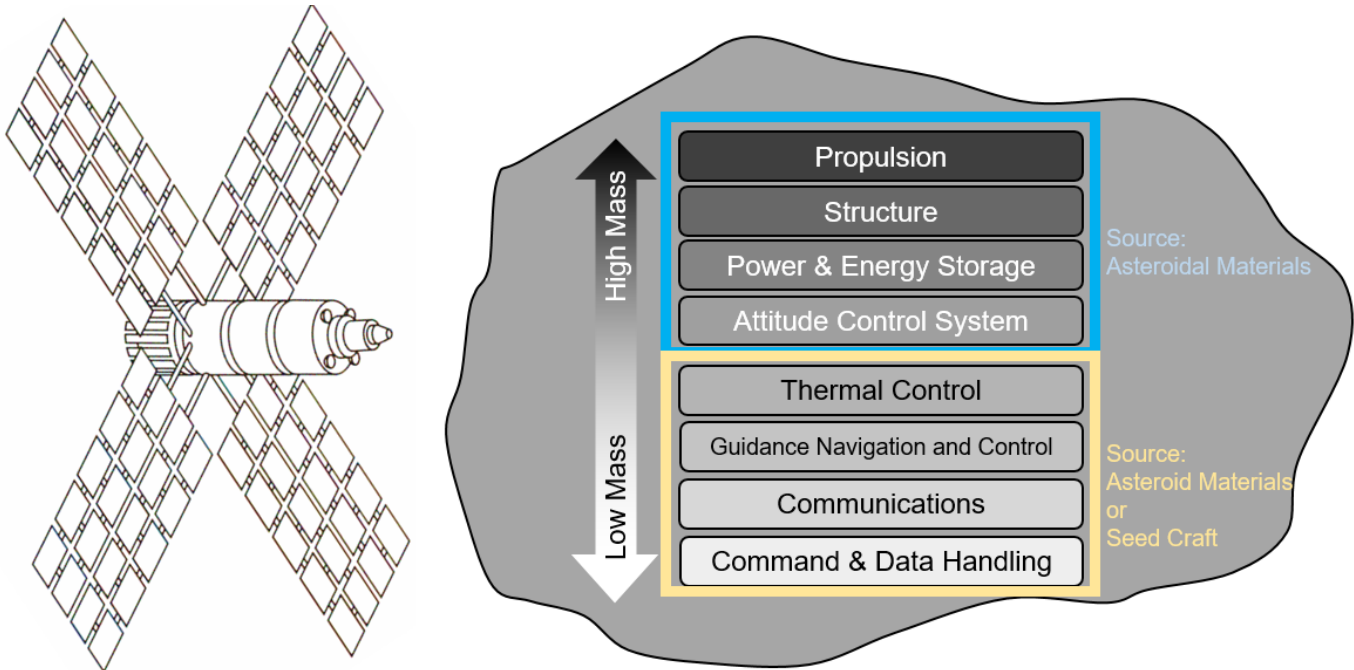 High Mass
Low Mass
Propulsion
Structure
Power & Energy Storage
Attitude Control System
Source:
Asteroidal Materials
Thermal Control
Guidance Navigation and Control
Communications
Command & Data Handling
Source:
Asteroid Materials
or
Seed Craft